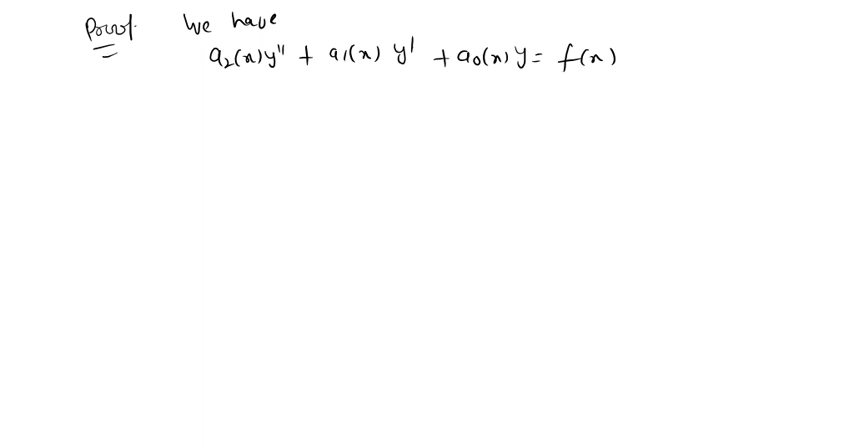 Proof. We have
a₂(x)y'' + a₁(x) y' + a₀(x) y = f(x)